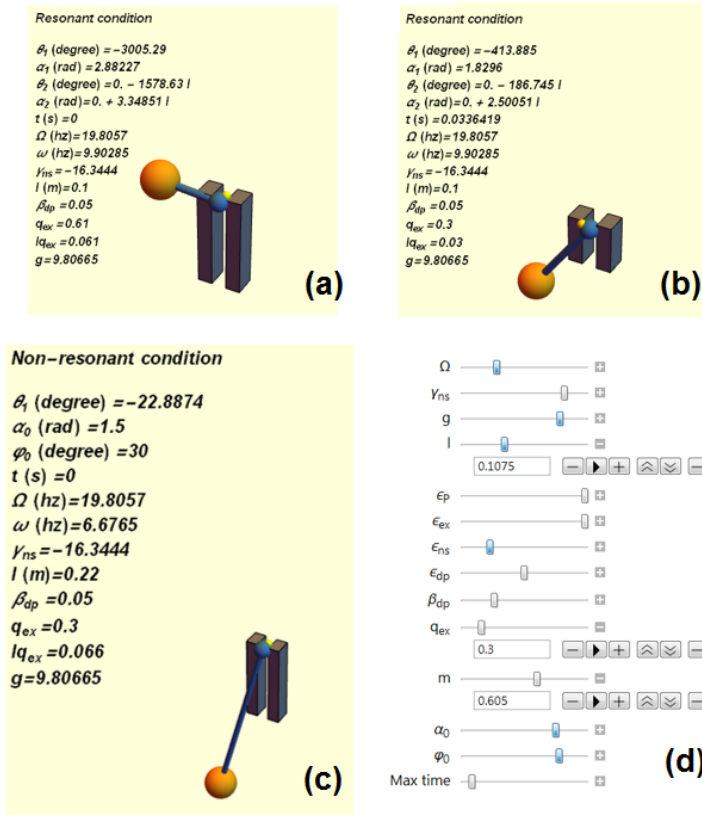 Resonant condition
θ1 (degree) =-3005.29
α1 (rad) =2.88227
θ2 (degree) =0. - 1578.63 I
α2 (rad)=0. + 3.34851 I
t (s) =0
Ω (hz)=19.8057
ω (hz)=9.90285
γns=-16.3444
l (m)=0.1
βdp=0.05
qex=0.61
lqex=0.061
g=9.80665
(a)
Resonant condition
θ1 (degree) =-413.885
α1 (rad) =1.8296
θ2 (degree) =0. - 186.745 I
α2 (rad)=0. + 2.50051 I
t (s) =0.0336419
Ω (hz)=19.8057
ω (hz)=9.90285
γns=-16.3444
l (m)=0.1
βdp=0.05
qex=0.3
lqex=0.03
g=9.80665
(b)
Non-resonant condition
θ1 (degree) =-22.8874
α0 (rad) =1.5
φ0 (degree) =30
t (s) =0
Ω (hz)=19.8057
ω (hz)=6.6765
γns=-16.3444
l (m)=0.22
βdp=0.05
qex=0.3
lqex=0.066
g=9.80665
(c)
Ω
γns
g
l
0.1075
εP
εex
εns
εdp
βdp
qex
0.3
m
0.605
α0
φ0
Max time
(d)